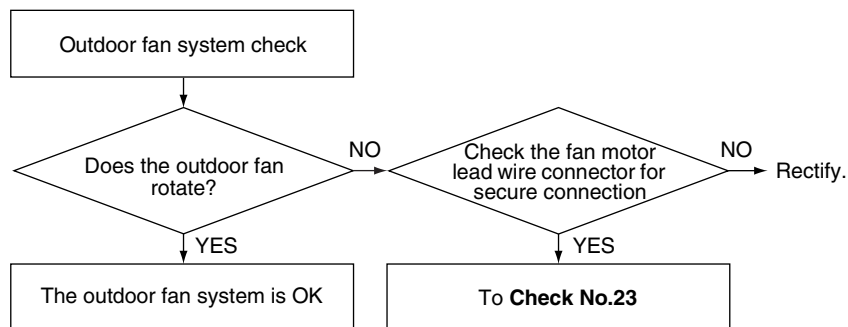 Outdoor fan system check
Does the outdoor fan
rotate?
NO
Check the fan motor
lead wire connector for
secure connection
NO
Rectify.
YES
YES
The outdoor fan system is OK
To Check No.23